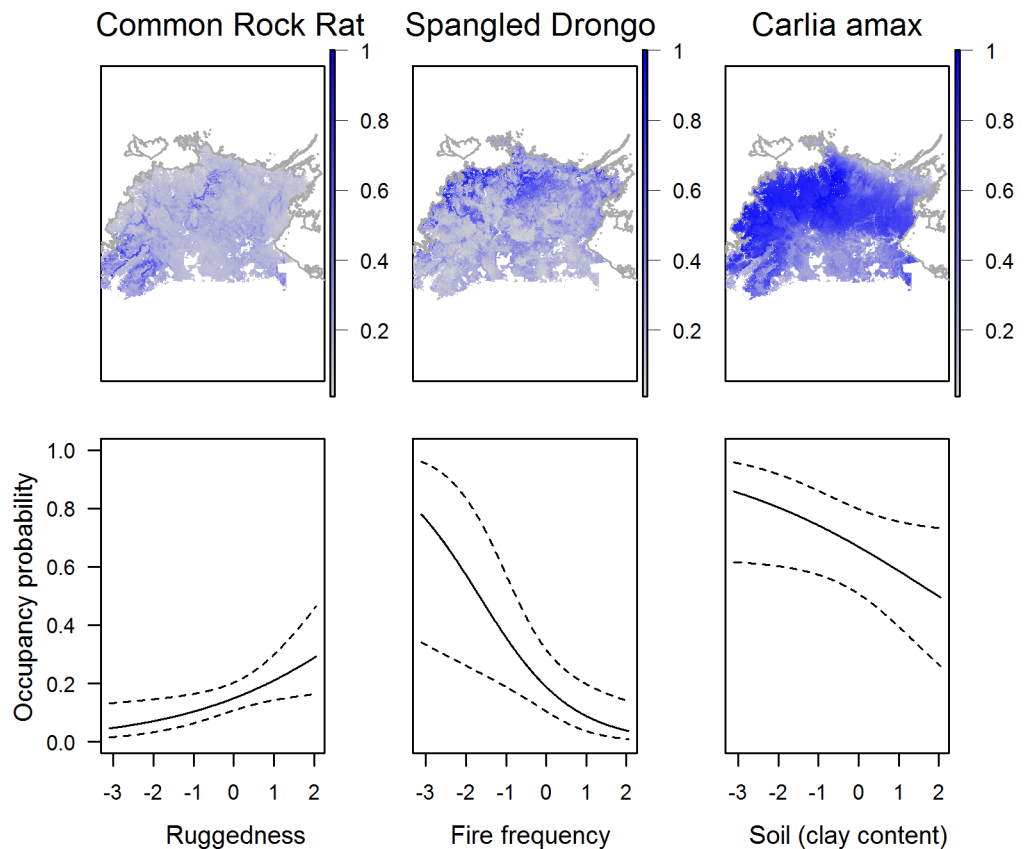 Common Rock Rat Spangled Drongo Carlia amax
1 1 1
0.8 0.8 0.8
0.6 0.6 0.6
0.4 0.4 0.4
0.2 0.2 0.2
Occupancy probability
1.0
0.8
0.6
0.4
0.2
0.0
-3 -2 -1 0 1 2 -3 -2 -1 0 1 2 -3 -2 -1 0 1 2
Ruggedness Fire frequency Soil (clay content)